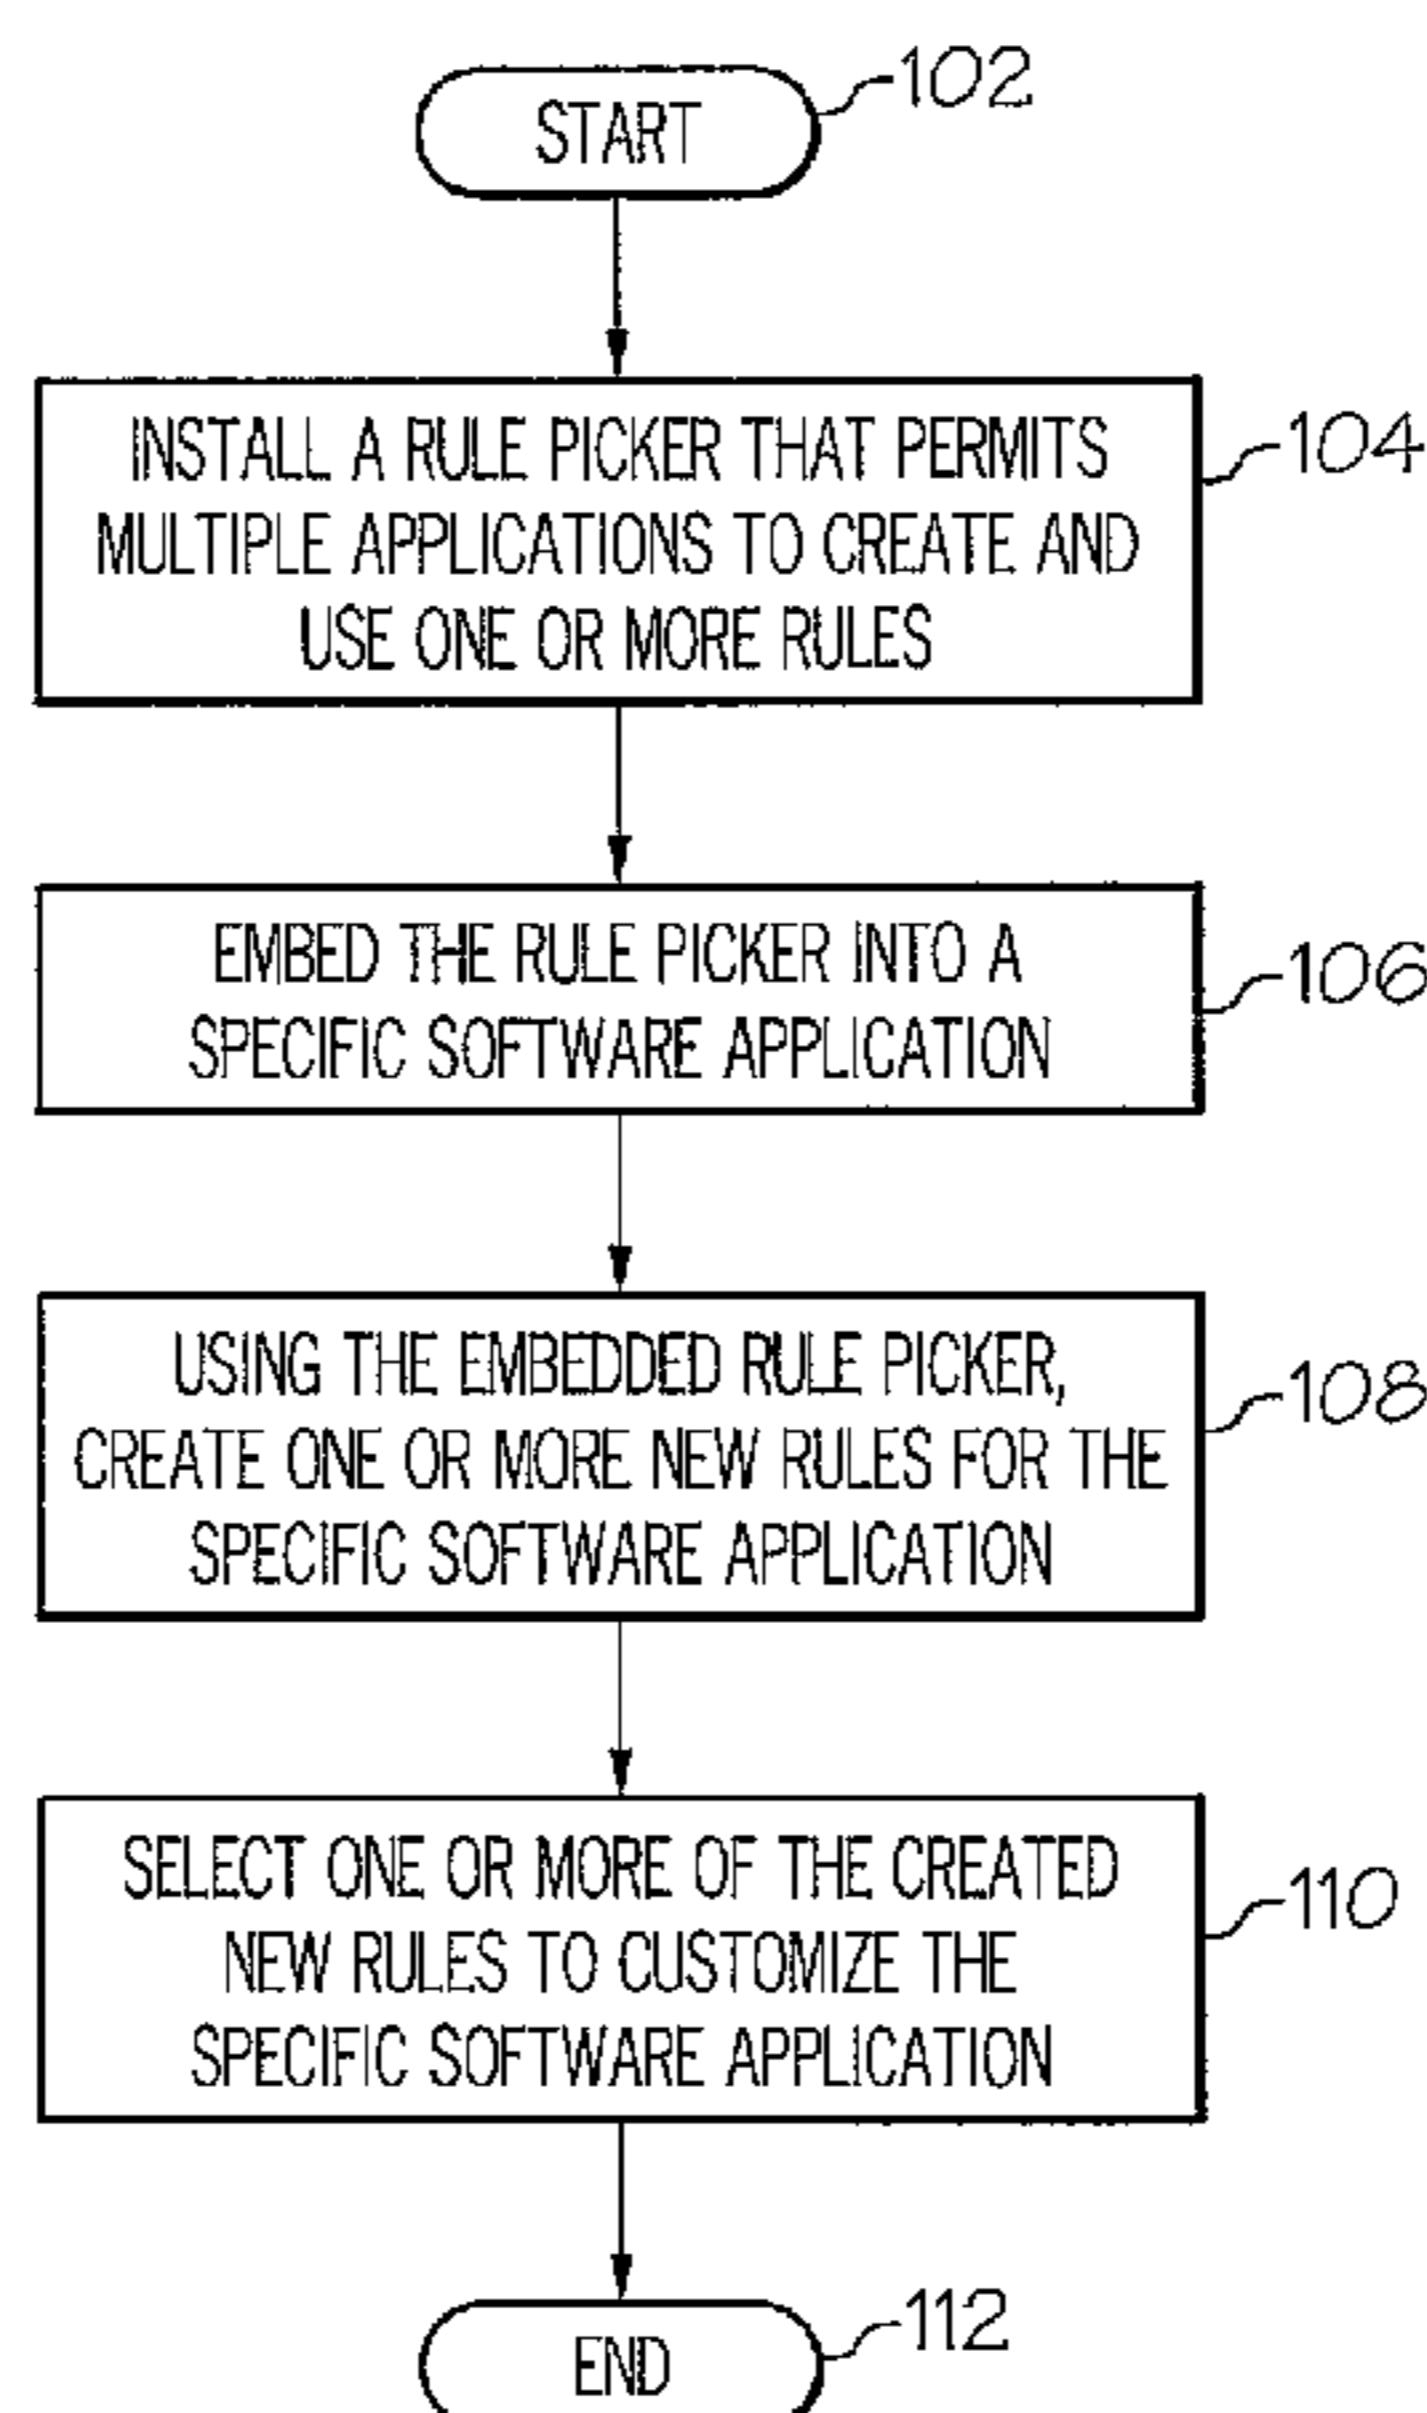 START
102
INSTALL A RULE PICKER THAT PERMITS
MULTIPLE APPLICATIONS TO CREATE AND
USE ONE OR MORE RULES
104
EMBED THE RULE PICKER INTO A
SPECIFIC SOFTWARE APPLICATION
106
USING THE EMBEDDED RULE PICKER,
CREATE ONE OR MORE NEW RULES FOR THE
SPECIFIC SOFTWARE APPLICATION
108
SELECT ONE OR MORE OF THE CREATED
NEW RULES TO CUSTOMIZE THE
SPECIFIC SOFTWARE APPLICATION
110
END
112